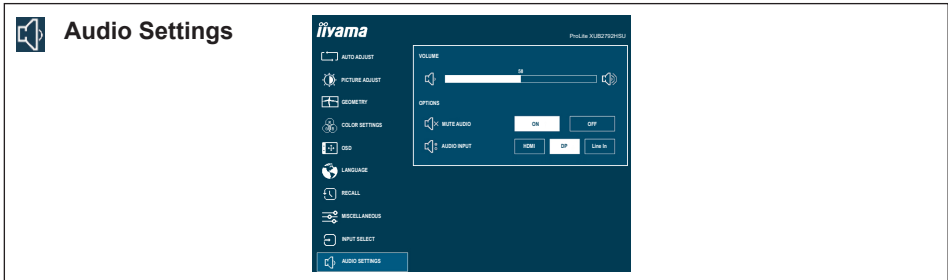 Audio Settings
iiyama
ProLite XUB2792HSU
AUTO ADJUST
PICTURE ADJUST
GEOMETRY
COLOR SETTINGS
OSD
LANGUAGE
RECALL
MISCELLANEOUS
INPUT SELECT
AUDIO SETTINGS
VOLUME
50
OPTIONS
MUTE AUDIO ON OFF
AUDIO INPUT HDMI DP Line In